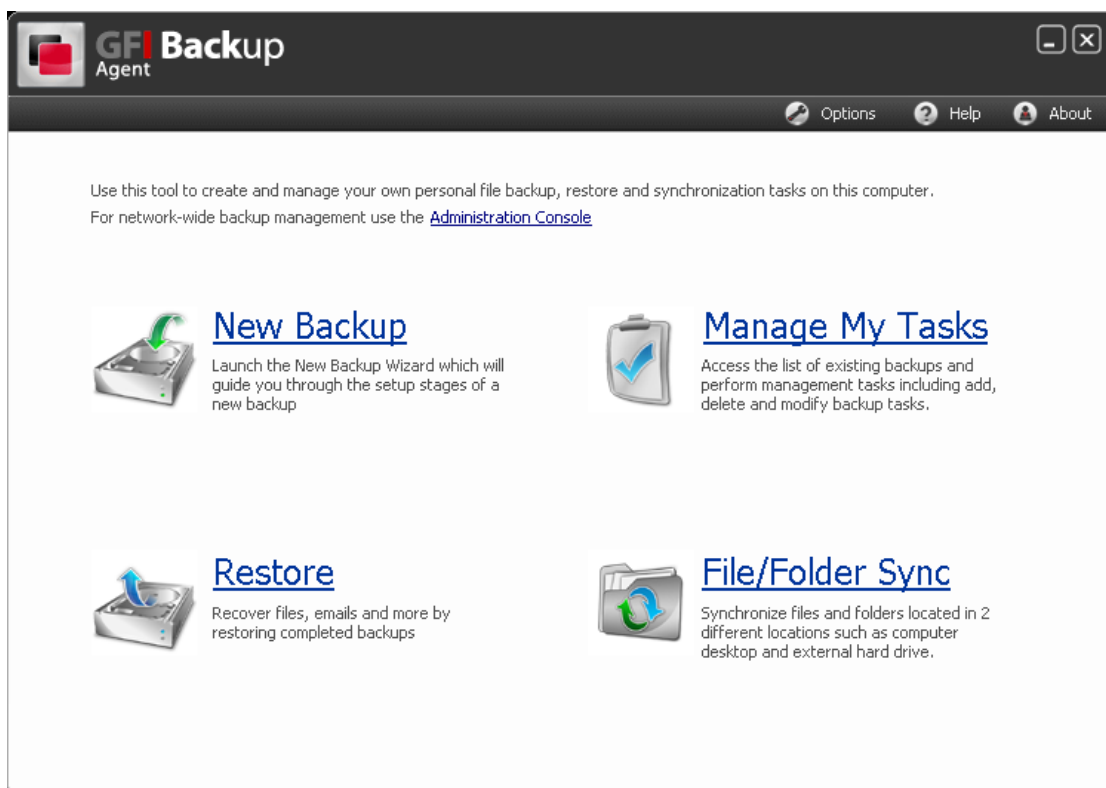 GFI Backup
Agent
Options Help About
Use this tool to create and manage your own personal file backup, restore and synchronization tasks on this computer.
For network-wide backup management use the Administration Console
New Backup
Launch the New Backup Wizard which will
guide you through the setup stages of a
new backup
Manage My Tasks
Access the list of existing backups and
perform management tasks including add,
delete and modify backup tasks.
Restore
Recover files, emails and more by
restoring completed backups
File/Folder Sync
Synchronize files and folders located in 2
different locations such as computer
desktop and external hard drive.